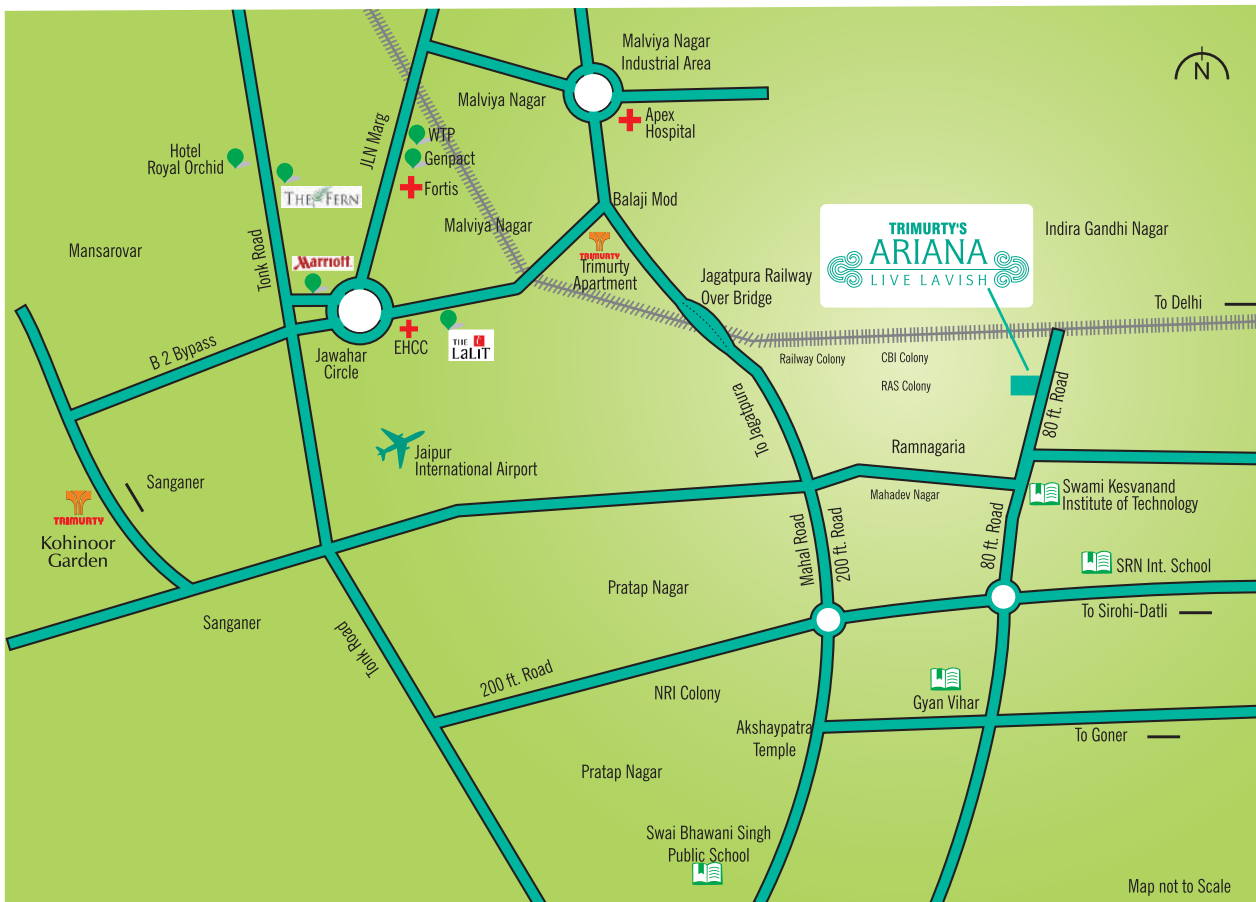 Malviya Nagar
Industrial Area
N
Malviya Nagar
Apex
Hospital
JLN Marg
WTP
Genpact
Fortis
Hotel
Royal Orchid
THE FERN
Balaji Mod
Malviya Nagar
TRIMURTY'S
ARIANA
LIVE LAVISH
Indira Gandhi Nagar
Mansarovar
Tonk Road
Marriott
TRIMURTY
Trimurty
Apartment
Jagatpura Railway
Over Bridge
To Delhi
B 2 Bypass
Jawahar
Circle
EHCC
THE
LaLiT
Railway Colony
CBI Colony
RAS Colony
To Jagatpura
80 ft. Road
Jaipur
International Airport
Ramnagaria
Mahadev Nagar
Sanganer
TRIMURTY
Kohinoor
Garden
Swami Kesvanand
Institute of Technology
Mahal Road
200 ft. Road
80 ft. Road
SRN Int. School
Pratap Nagar
To Sirohi-Datli
Sanganer
Tonk Road
200 ft. Road
NRI Colony
Gyan Vihar
Akshaypatra
Temple
To Goner
Pratap Nagar
Swai Bhawani Singh
Public School
Map not to Scale